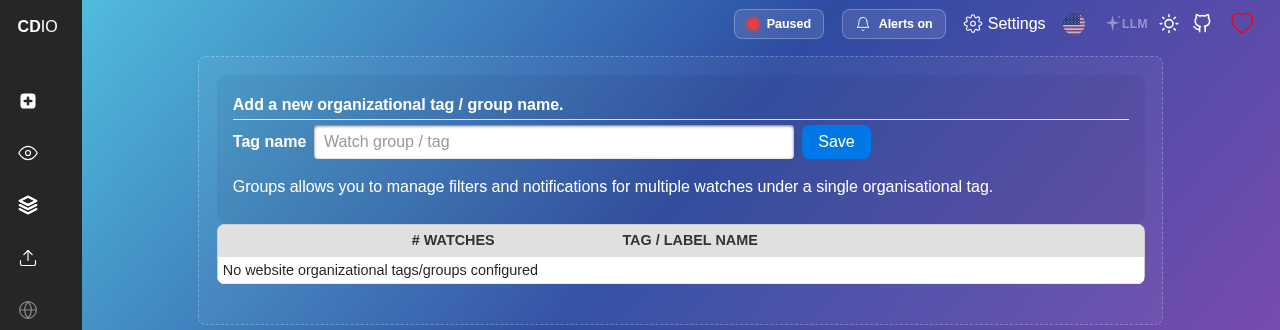 CDIO
Paused
Alerts on
Settings
LLM
Add a new organizational tag / group name.
Tag name
Watch group / tag
Save
Groups allows you to manage filters and notifications for multiple watches under a single organisational tag.
# WATCHES
TAG / LABEL NAME
No website organizational tags/groups configured